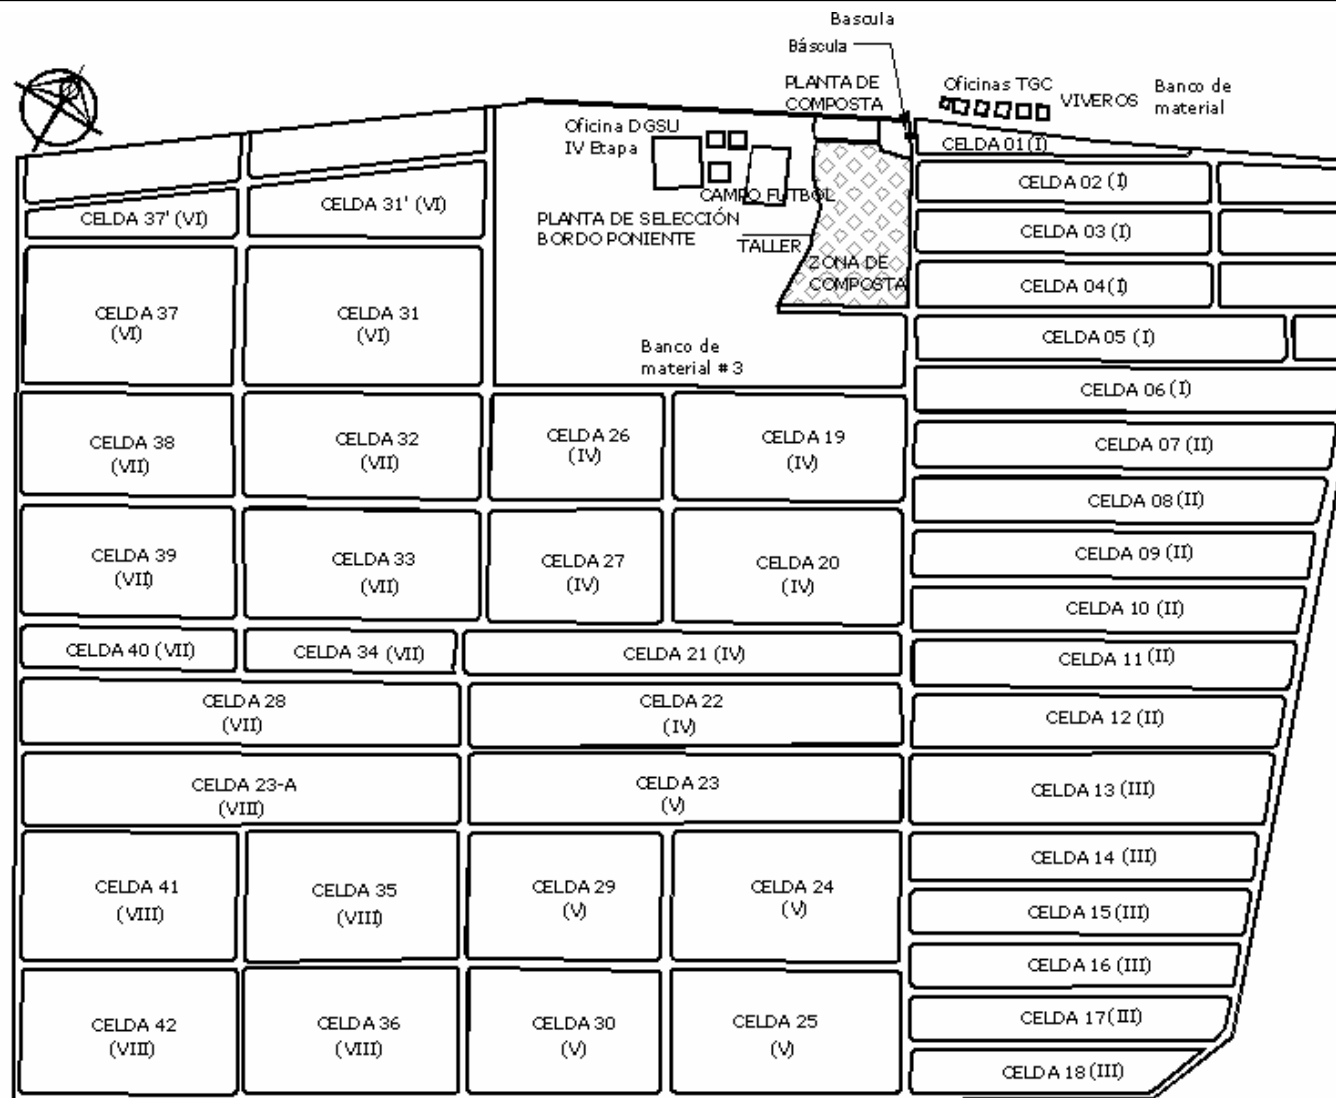 Bascula
Báscula
PLANTA DE
COMPOSTA
Oficinas TGC
VIVEROS
Banco de
material
Oficina DGSU
IV Etapa
CAMPO FUTBOL
PLANTA DE SELECCIÓN
BORDO PONIENTE
TALLER
ZONA DE
COMPOSTA
Banco de
material # 3
CELDA 01 (I)
CELDA 02 (I)
CELDA 03 (I)
CELDA 04 (I)
CELDA 05 (I)
CELDA 06 (I)
CELDA 07 (II)
CELDA 08 (II)
CELDA 09 (II)
CELDA 10 (II)
CELDA 11 (II)
CELDA 12 (II)
CELDA 13 (III)
CELDA 14 (III)
CELDA 15 (III)
CELDA 16 (III)
CELDA 17 (III)
CELDA 18 (III)
CELDA 37' (VI)
CELDA 31' (VI)
CELDA 37
(VI)
CELDA 31
(VI)
CELDA 38
(VII)
CELDA 32
(VII)
CELDA 26
(IV)
CELDA 19
(IV)
CELDA 39
(VII)
CELDA 33
(VII)
CELDA 27
(IV)
CELDA 20
(IV)
CELDA 40 (VII)
CELDA 34 (VII)
CELDA 21 (IV)
CELDA 28
(VII)
CELDA 22
(IV)
CELDA 23-A
(VIII)
CELDA 23
(V)
CELDA 41
(VIII)
CELDA 35
(VIII)
CELDA 29
(V)
CELDA 24
(V)
CELDA 42
(VIII)
CELDA 36
(VIII)
CELDA 30
(V)
CELDA 25
(V)